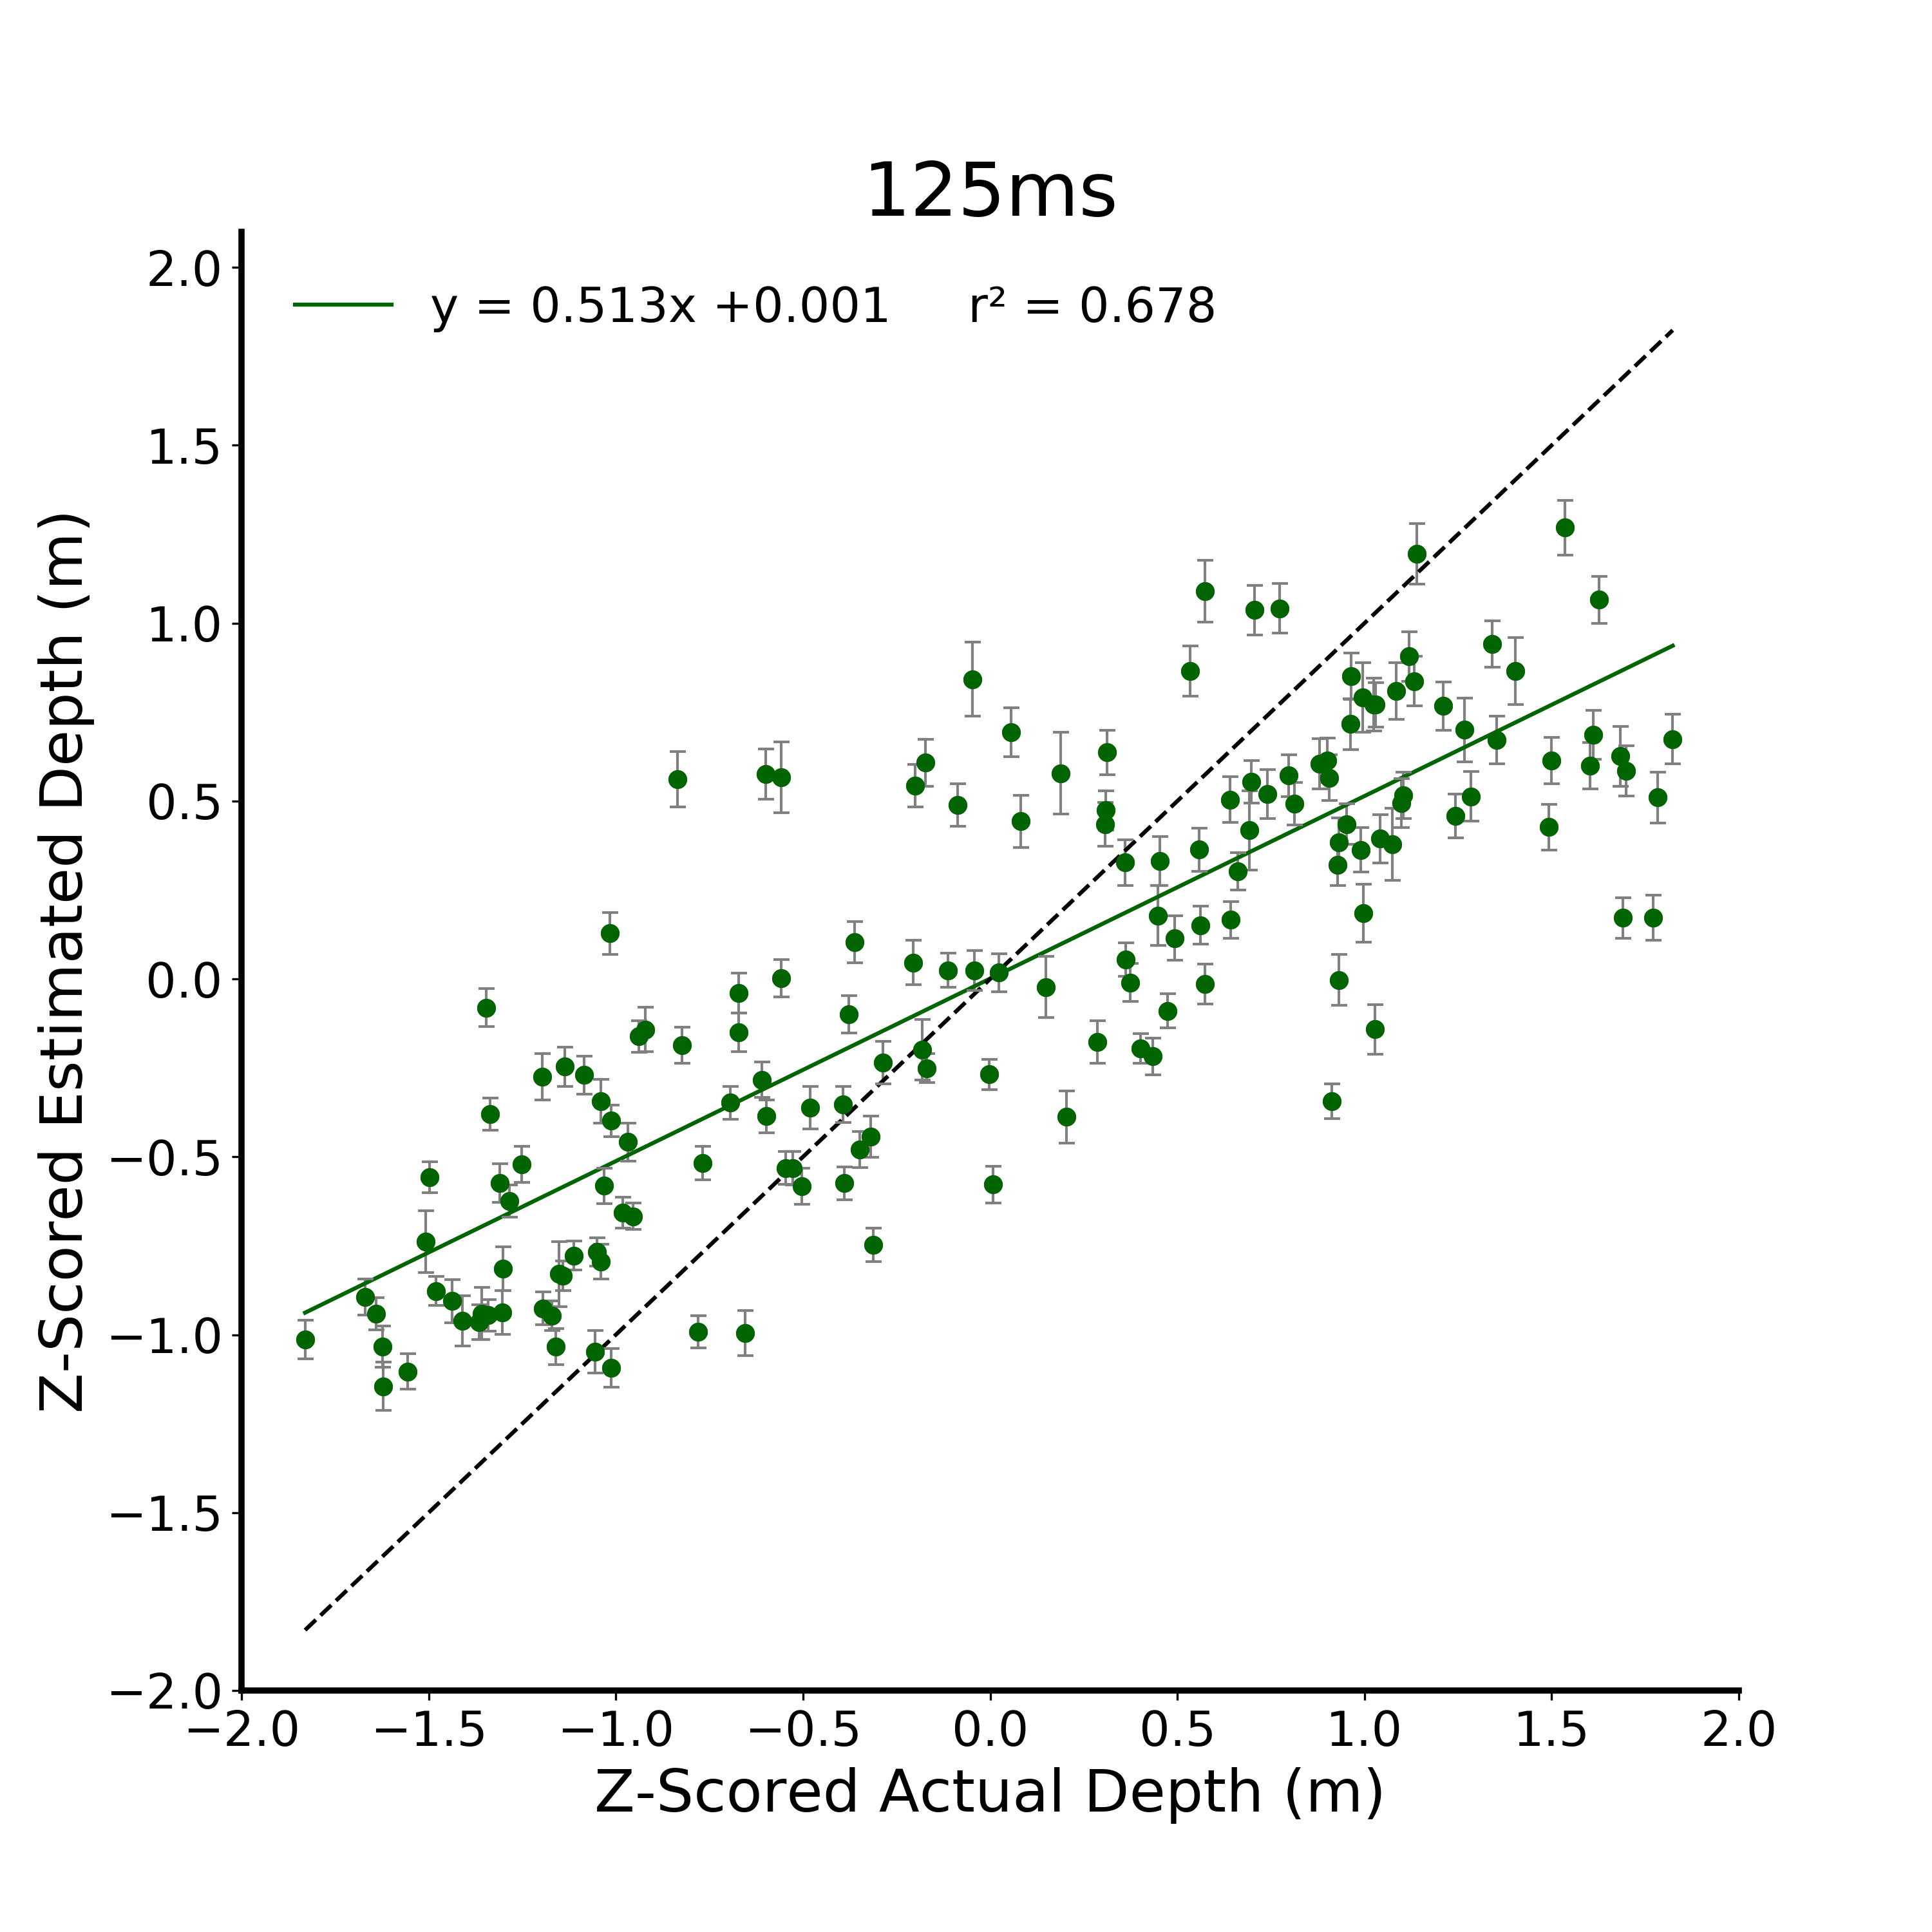 125ms
y = 0.513x +0.001 r² = 0.678
Z-Scored Estimated Depth (m)
2.0
1.5
1.0
0.5
0.0
−0.5
−1.0
−1.5
−2.0
−2.0 −1.5 −1.0 −0.5 0.0 0.5 1.0 1.5 2.0
Z-Scored Actual Depth (m)